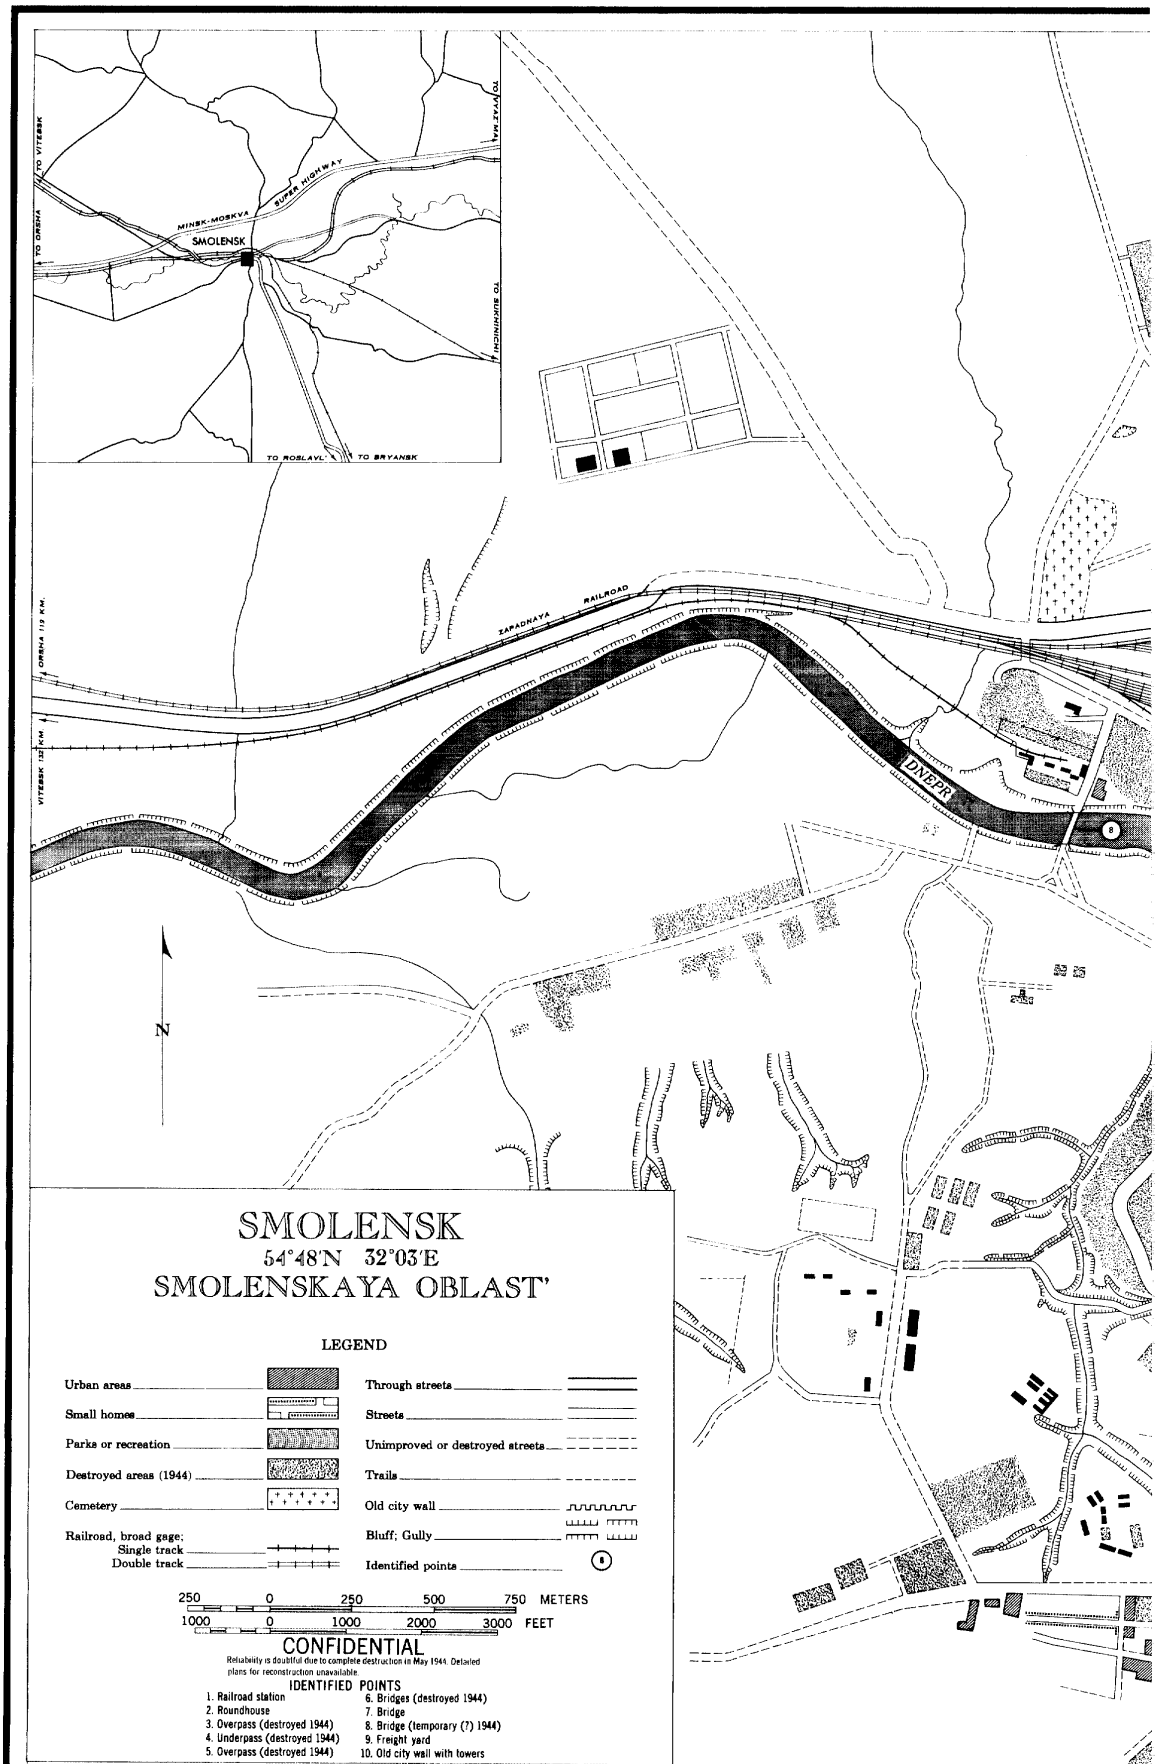 TO VITEBSK
TO ORSHA
TO VYAZ'MA
MINSK-MOSKVA SUPER HIGHWAY
SMOLENSK
TO SUKHINICHI
TO ROSLAVL'
TO BRYANSK
ZAPADNAYA RAILROAD
ORSHA 119 KM.
VITEBSK 137 KM.
DNEPR
8
N
SMOLENSK
54°48'N 32°03'E
SMOLENSKAYA OBLAST'
LEGEND
Urban areas
Small homes
Parks or recreation
Destroyed areas (1944)
Cemetery
Railroad, broad gage;
Single track
Double track
Through streets
Streets
Unimproved or destroyed streets
Trails
Old city wall
Bluff; Gully
Identified points
8
250 0 250 500 750 METERS
1000 0 1000 2000 3000 FEET
CONFIDENTIAL
Reliability is doubtful due to complete destruction in May 1944. Detailed
plans for reconstruction unavailable.
IDENTIFIED POINTS
1. Railroad station
2. Roundhouse
3. Overpass (destroyed 1944)
4. Underpass (destroyed 1944)
5. Overpass (destroyed 1944)
6. Bridges (destroyed 1944)
7. Bridge
8. Bridge (temporary (?) 1944)
9. Freight yard
10. Old city wall with towers